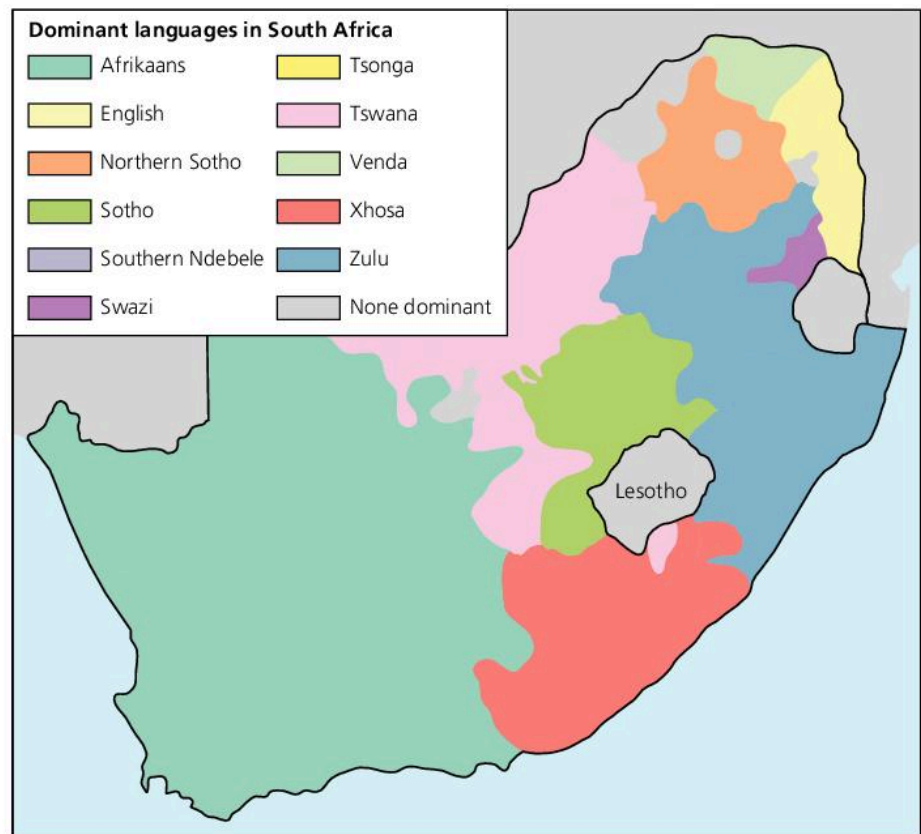 Dominant languages in South Africa
Afrikaans
English
Northern Sotho
Sotho
Southern Ndebele
Swazi
Tsonga
Tswana
Venda
Xhosa
Zulu
None dominant
Lesotho